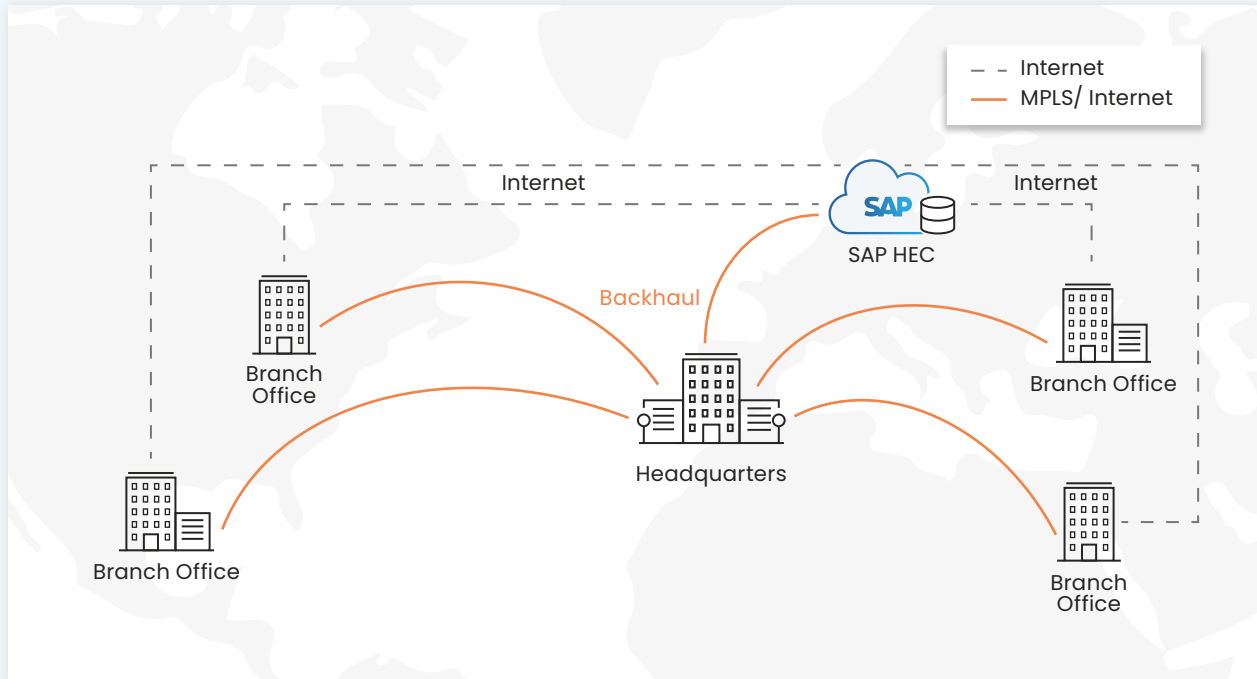 Internet
MPLS/ Internet
Internet
Internet
SAP
SAP HEC
Backhaul
Branch
Office
Branch Office
Headquarters
Branch Office
Branch
Office